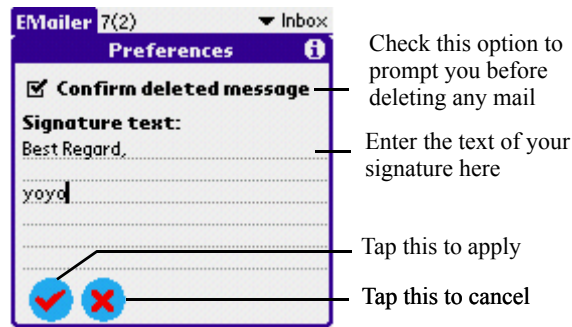 EMailer 7(2) Inbox
Preferences
Confirm deleted message
Signature text:
Best Regard,
yoyo
Check this option to
prompt you before
deleting any mail
Enter the text of your
signature here
Tap this to apply
Tap this to cancel